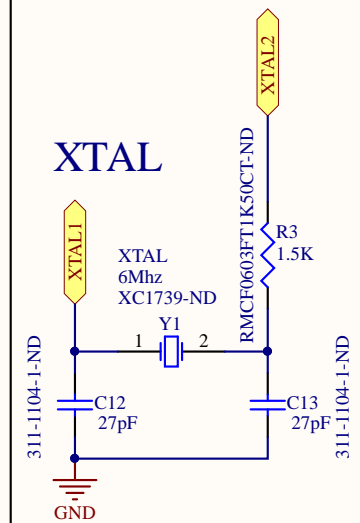 XTAL2
XTAL
XTAL1
RMCF0603FT1K50CT-ND
R3
1.5K
XTAL
6Mhz
XC1739-ND
Y1
1
2
311-1104-1-ND
C12
27pF
C13
27pF
311-1104-1-ND
GND